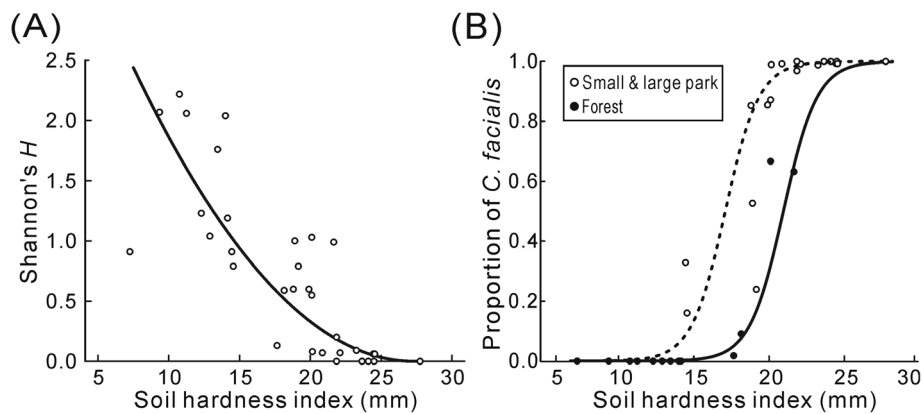 (A)
2.5
2.0
1.5
1.0
0.5
0.0
Shannon's H
5 10 15 20 25 30
Soil hardness index (mm)
(B)
1.0
0.8
0.6
0.4
0.2
0.0
Proportion of C. facialis
Small & large park
Forest
5 10 15 20 25 30
Soil hardness index (mm)